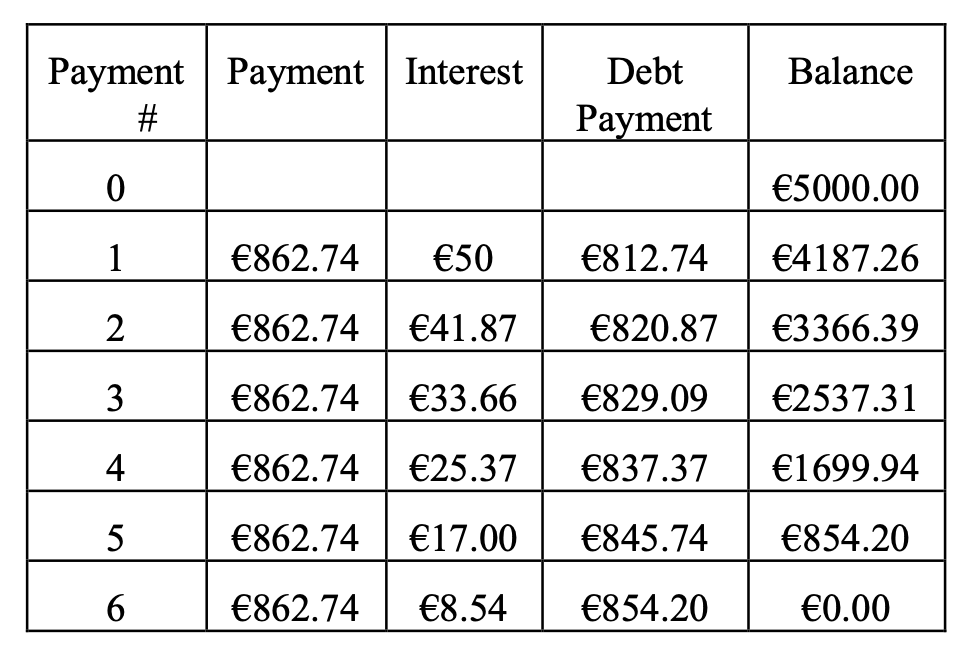 Payment Payment Interest Debt Balance
# Payment
0 €5000.00
1 €862.74 €50 €812.74 €4187.26
2 €862.74 €41.87 €820.87 €3366.39
3 €862.74 €33.66 €829.09 €2537.31
4 €862.74 €25.37 €837.37 €1699.94
5 €862.74 €17.00 €845.74 €854.20
6 €862.74 €8.54 €854.20 €0.00